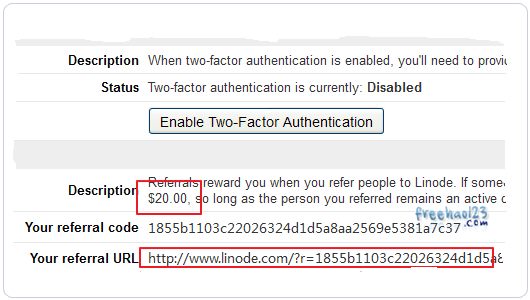 Description When two-factor authentication is enabled, you'll need to provi
Status Two-factor authentication is currently: Disabled
Enable Two-Factor Authentication
Description Referrals reward you when you refer people to Linode. If some
$20.00, so long as the person you referred remains an active c
freehao123
.com
Your referral code 1855b1103c22026324d1d5a8aa2569e5381a7c37
Your referral URL http://www.linode.com/?r=1855b1103c22026324d1d5a8